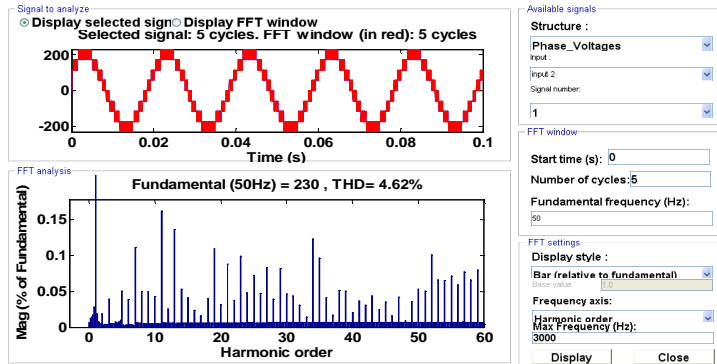 Signal to analyze
Display selected sign Display FFT window
Selected signal: 5 cycles. FFT window (in red): 5 cycles
200
0
-200
0 0.02 0.04 0.06 0.08 0.1
Time (s)
FFT analysis
Fundamental (50Hz) = 230 , THD= 4.62%
Mag (% of Fundamental)
0.15
0.1
0.05
0
0 10 20 30 40 50 60
Harmonic order
Available signals
Structure :
Phase_Voltages
Input :
input 2
Signal number:
1
FFT window
Start time (s): 0
Number of cycles: 5
Fundamental frequency (Hz):
50
FFT settings
Display style :
Bar (relative to fundamental)
Base value: 1.0
Frequency axis:
Harmonic order
Max Frequency (Hz):
3000
Display Close